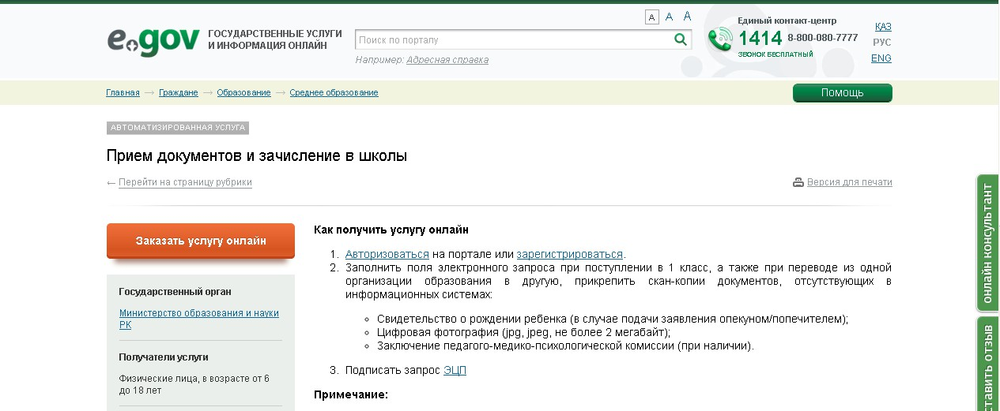 A A A
e.gov
ГОСУДАРСТВЕННЫЕ УСЛУГИ
И ИНФОРМАЦИЯ ОНЛАЙН
Поиск по порталу
Например: Адресная справка
Единый контакт-центр
1414 8-800-080-7777
ЗВОНОК БЕСПЛАТНЫЙ
ҚАЗ
РУС
ENG
Главная → Граждане → Образование → Среднее образование
Помощь
АВТОМАТИЗИРОВАННАЯ УСЛУГА
Прием документов и зачисление в школы
← Перейти на страницу рубрики
Версия для печати
Заказать услугу онлайн
Государственный орган
Министерство образования и науки
РК
Получатели услуги
Физические лица, в возрасте от 6
до 18 лет
Как получить услугу онлайн
1. Авторизоваться на портале или зарегистрироваться.
2. Заполнить поля электронного запроса при поступлении в 1 класс, а также при переводе из одной
организации образования в другую, прикрепить скан-копии документов, отсутствующих в
информационных системах:
Свидетельство о рождении ребенка (в случае подачи заявления опекуном/попечителем);
Цифровая фотография (jpg, jpeg, не более 2 мегабайт);
Заключение педагого-медико-психологической комиссии (при наличии).
3. Подписать запрос ЭЦП
Примечание:
онлайн консультант
ставить отзыв